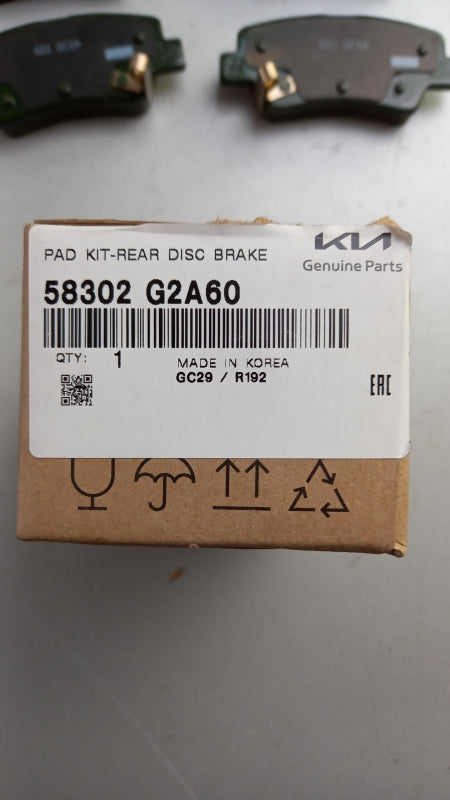 KIA
PAD KIT-REAR DISC BRAKE
Genuine Parts
58302 G2A60
QTY: 1
MADE IN KOREA
GC29 / R192
EAC